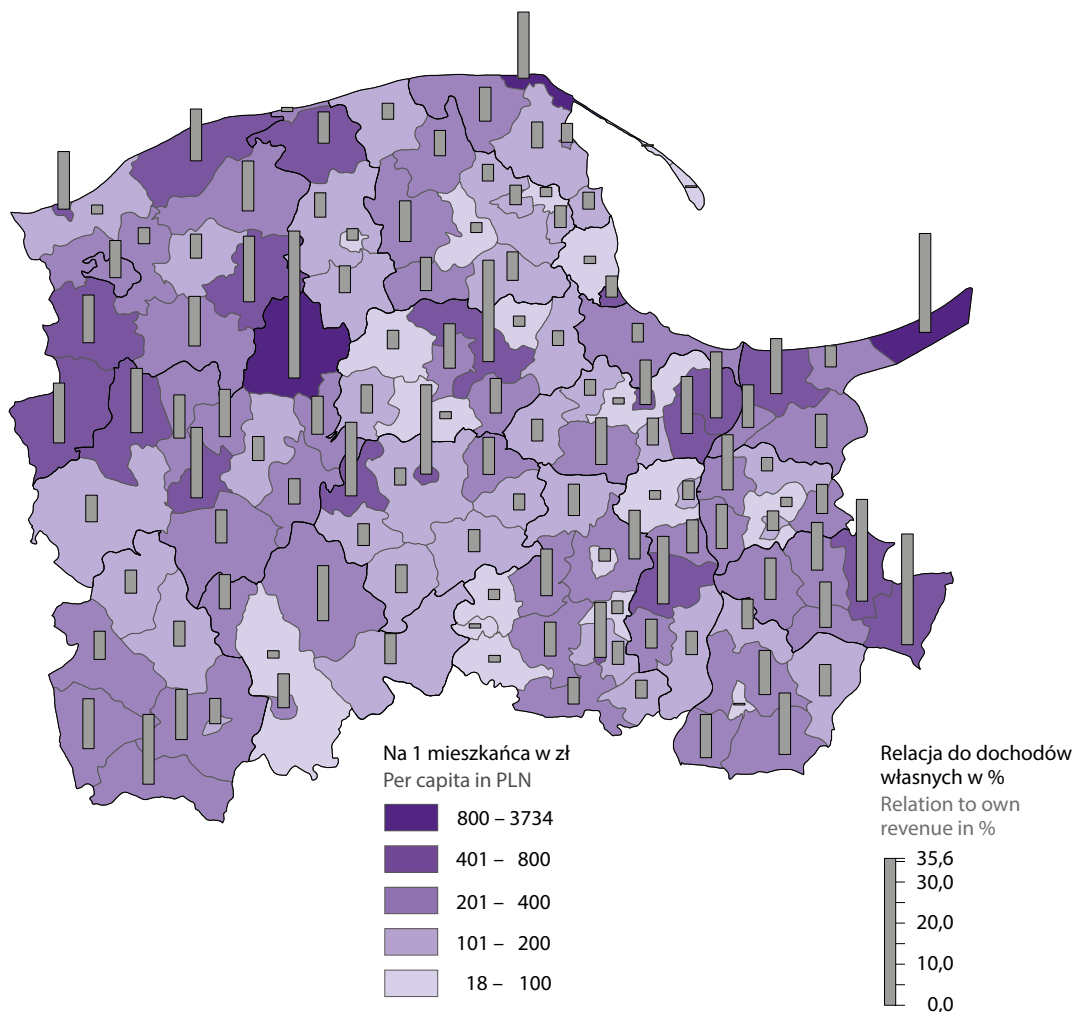 Na 1 mieszkańca w zł
Per capita in PLN
800 – 3734
401 – 800
201 – 400
101 – 200
18 – 100
Relacja do dochodów
własnych w %
Relation to own
revenue in %
35,6
30,0
20,0
10,0
0,0